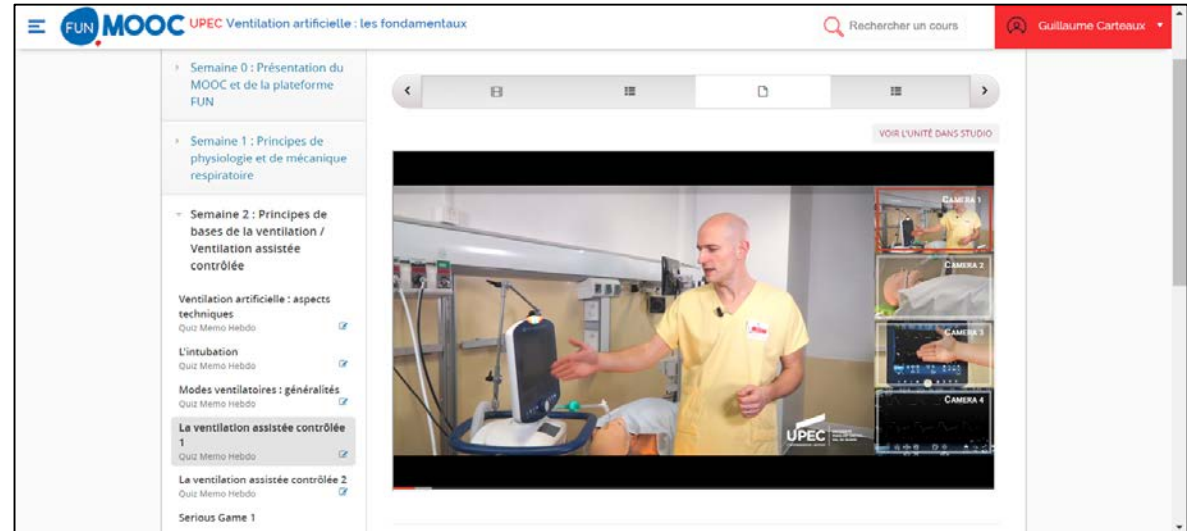 FUN MOOC UPEC Ventilation artificielle : les fondamentaux
Rechercher un cours
Guillaume Carteaux
Semaine 0 : Présentation du
MOOC et de la plateforme
FUN
Semaine 1 : Principes de
physiologie et de mécanique
respiratoire
Semaine 2 : Principes de
bases de la ventilation /
Ventilation assistée
contrôlée
Ventilation artificielle : aspects
techniques
Quiz Memo Hebdo
L'intubation
Quiz Memo Hebdo
Modes ventilatoires : généralités
Quiz Memo Hebdo
La ventilation assistée contrôlée
1
Quiz Memo Hebdo
La ventilation assistée contrôlée 2
Quiz Memo Hebdo
Serious Game 1
VOIR L'UNITÉ DANS STUDIO
CAMERA 1
CAMERA 2
CAMERA 3
CAMERA 4
UPEC